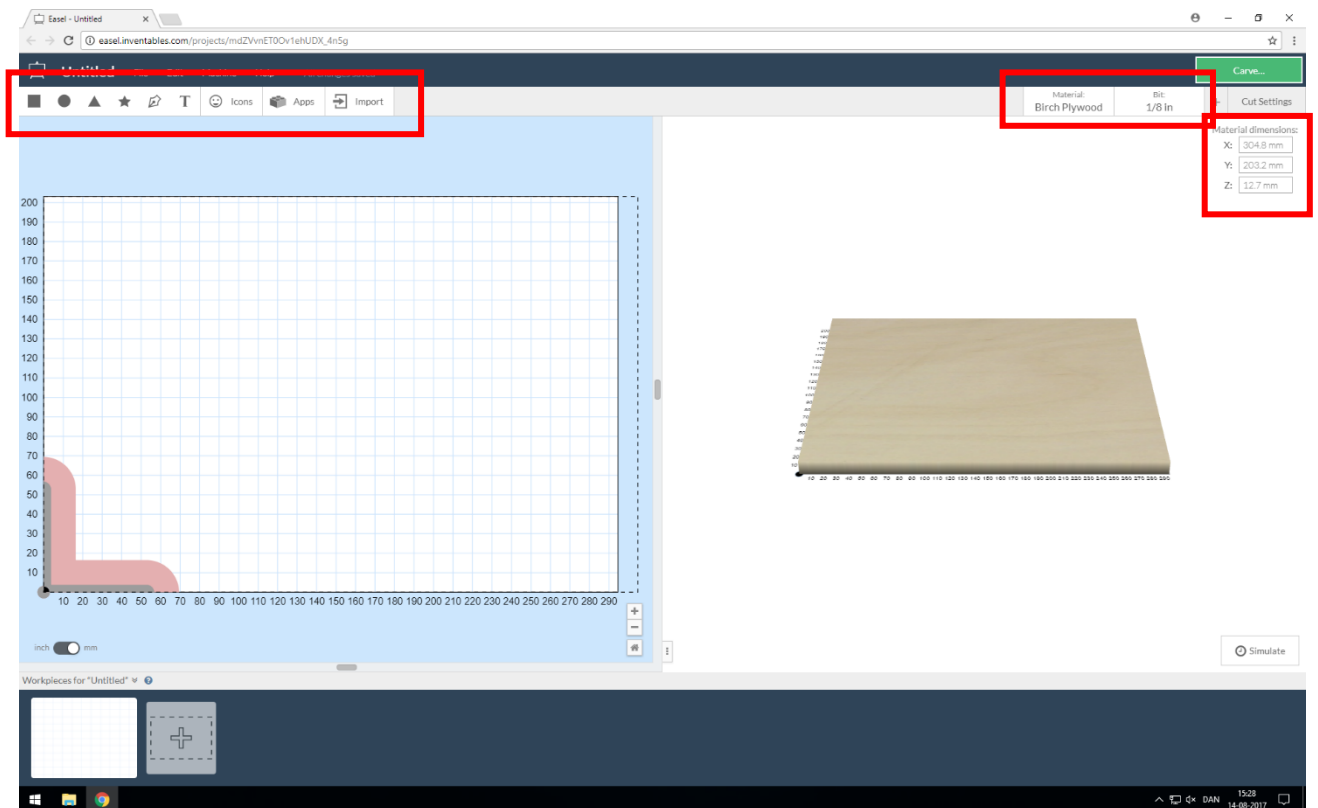 Easel - Untitled
easel.inventables.com/projects/mdZVvnET0Ov1ehUDX_4n5g
Untitled
Carve...
T Icons Apps Import
Material: Bit:
Birch Plywood 1/8 in
Cut Settings
Material dimensions:
X: 304.8 mm
Y: 203.2 mm
Z: 12.7 mm
200
190
180
170
160
150
140
130
120
110
100
90
80
70
60
50
40
30
20
10
10 20 30 40 50 60 70 80 90 100 110 120 130 140 150 160 170 180 190 200 210 220 230 240 250 260 270 280 290
inch mm
Simulate
Workpieces for "Untitled"
DAN
15:28
14-08-2017